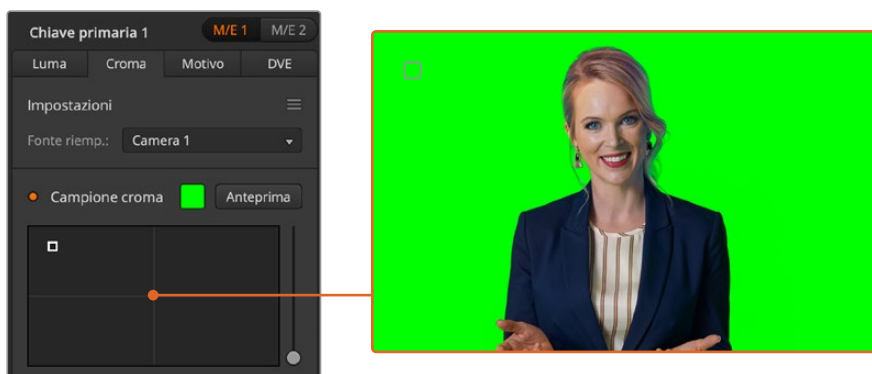 Chiave primaria 1 M/E 1 M/E 2
Luma Croma Motivo DVE
Impostazioni
Fonte riemp.: Camera 1
Campione croma Anteprima